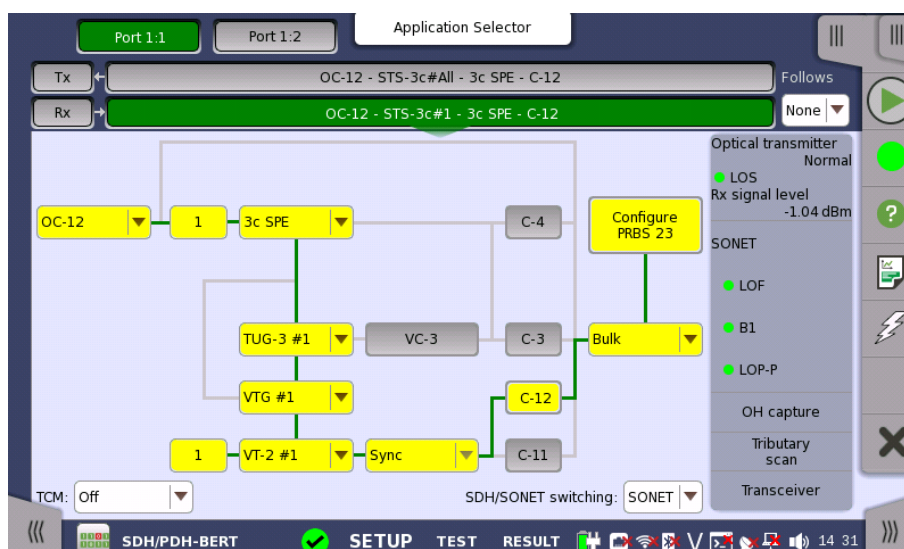 Port 1:1
Port 1:2
Application Selector
Tx
OC-12 - STS-3c#All - 3c SPE - C-12
Follows
Rx
OC-12 - STS-3c#1 - 3c SPE - C-12
None
Optical transmitter
Normal
LOS
Rx signal level
-1.04 dBm
OC-12
1
3c SPE
C-4
Configure
PRBS 23
SONET
LOF
TUG-3 #1
VC-3
C-3
Bulk
B1
LOP-P
VTG #1
C-12
OH capture
1
VT-2 #1
Sync
C-11
Tributary
scan
TCM:
Off
SDH/SONET switching:
SONET
Transceiver
SDH/PDH-BERT
SETUP
TEST
RESULT
V
14 31